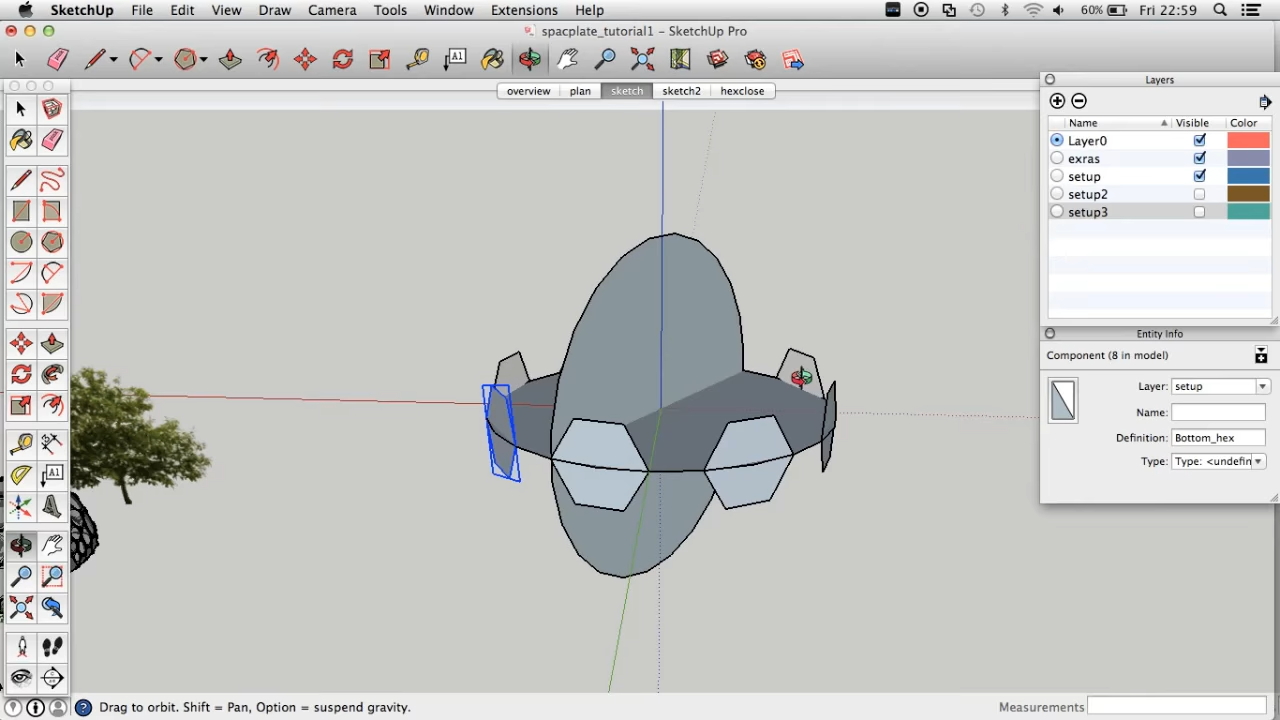 SketchUp File Edit View Draw Camera Tools Window Extensions Help 60% Fri 22:59
spacplate_tutorial1 – SketchUp Pro
A1
overview plan sketch sketch2 hexclose
Layers
Name Visible Color
Layer0
exras
setup
setup2
setup3
Entity Info
Component (8 in model)
Layer: setup
Name:
Definition: Bottom_hex
Type: Type: <undefin
A1
Drag to orbit. Shift = Pan, Option = suspend gravity. Measurements